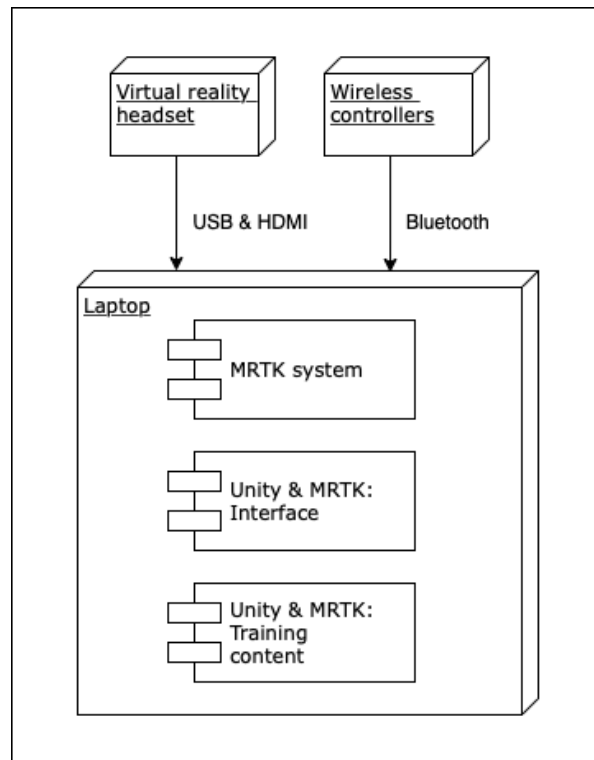 Virtual reality
headset
Wireless
controllers
USB & HDMI
Bluetooth
Laptop
MRTK system
Unity & MRTK:
Interface
Unity & MRTK:
Training
content